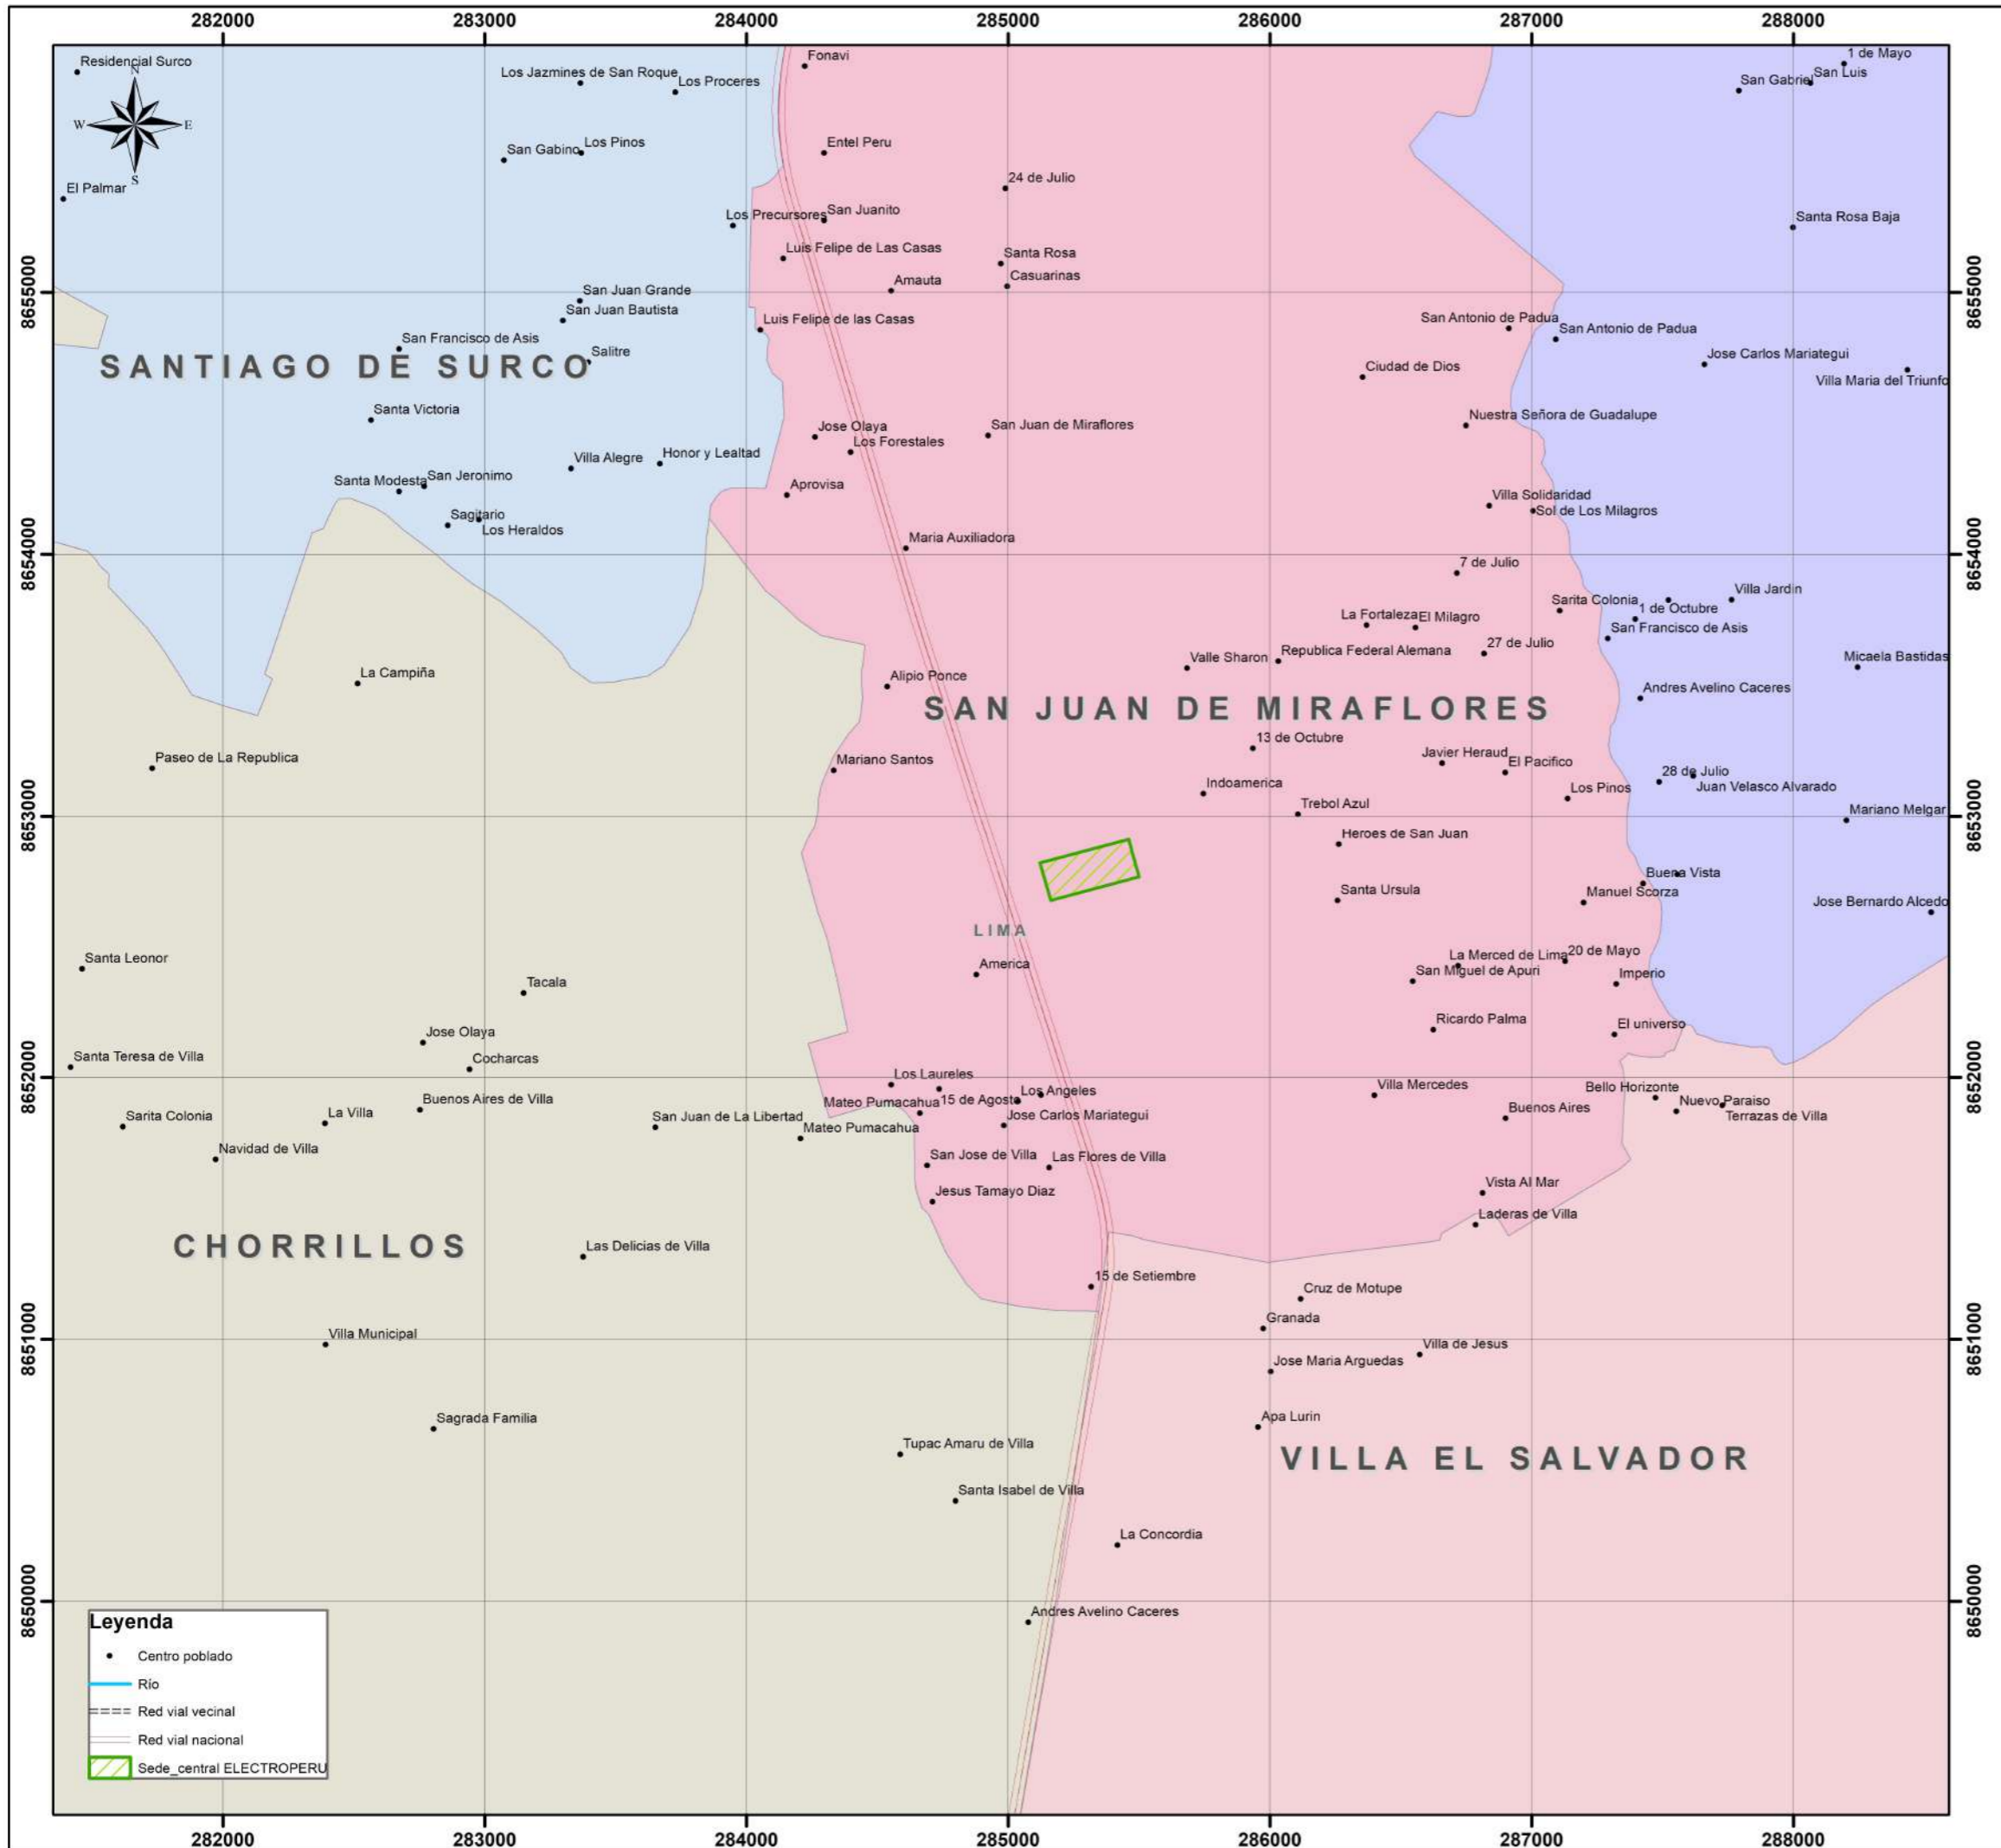 282000 283000 284000 285000 286000 287000 288000
1 de Mayo
Residencial Surco
Fonavi
San Luis
Los Jazmines de San Roque
San Gabriel
Los Proceres
N
W E
S
San Gabino
Los Pinos
Entel Peru
24 de Julio
El Palmar
Los Precursores
San Juanito
Santa Rosa Baja
Luis Felipe de Las Casas
Santa Rosa
Amauta
Casuarinas
8655000
8655000
San Juan Grande
San Juan Bautista
Luis Felipe de las Casas
San Antonio de Padua
San Antonio de Padua
San Francisco de Asis
Salitre
SANTIAGO DE SURCO
Jose Carlos Mariategui
Ciudad de Dios
Villa Maria del Triunfo
Santa Victoria
Nuestra Señora de Guadalupe
Jose Olaya
San Juan de Miraflores
Los Forestales
Villa Alegre
Honor y Lealtad
Santa Modesta
San Jeronimo
Aprovisa
Villa Solidaridad
Sol de Los Milagros
Sagitario
Los Heraldos
Maria Auxiliadora
8654000
8654000
7 de Julio
Villa Jardin
Sarita Colonia
1 de Octubre
La Fortaleza
El Milagro
San Francisco de Asis
27 de Julio
Republica Federal Alemana
Valle Sharon
Micaela Bastidas
La Campiña
Alipio Ponce
Andres Avelino Caceres
SAN JUAN DE MIRAFLORES
13 de Octubre
Paseo de La Republica
Mariano Santos
Javier Heraud
El Pacifico
28 de Julio
Juan Velasco Alvarado
Indoamerica
Los Pinos
Trebol Azul
Mariano Melgar
8653000
8653000
Heroes de San Juan
Buena Vista
Santa Ursula
Manuel Scorza
Jose Bernardo Alcedo
LIMA
Santa Leonor
America
La Merced de Lima
20 de Mayo
San Miguel de Apuri
Imperio
Tacala
Jose Olaya
Ricardo Palma
El universo
Santa Teresa de Villa
Cocharcas
8652000
8652000
Los Laureles
Villa Mercedes
Bello Horizonte
Los Angeles
Mateo Pumacahua
15 de Agosto
Nuevo Paraiso
Buenos Aires de Villa
Buenos Aires
Terrazas de Villa
Sarita Colonia
La Villa
San Juan de La Libertad
Mateo Pumacahua
Jose Carlos Mariategui
Navidad de Villa
San Jose de Villa
Las Flores de Villa
Jesus Tamayo Diaz
Vista Al Mar
Laderas de Villa
CHORRILLOS
Las Delicias de Villa
15 de Setiembre
Cruz de Motupe
Granada
8651000
8651000
Villa Municipal
Villa de Jesus
Jose Maria Arguedas
Sagrada Familia
Apa Lurin
Tupac Amaru de Villa
VILLA EL SALVADOR
Santa Isabel de Villa
La Concordia
8650000
8650000
Andres Avelino Caceres
Leyenda
Centro poblado
Río
Red vial vecinal
Red vial nacional
Sede_central ELECTROPERU
282000 283000 284000 285000 286000 287000 288000